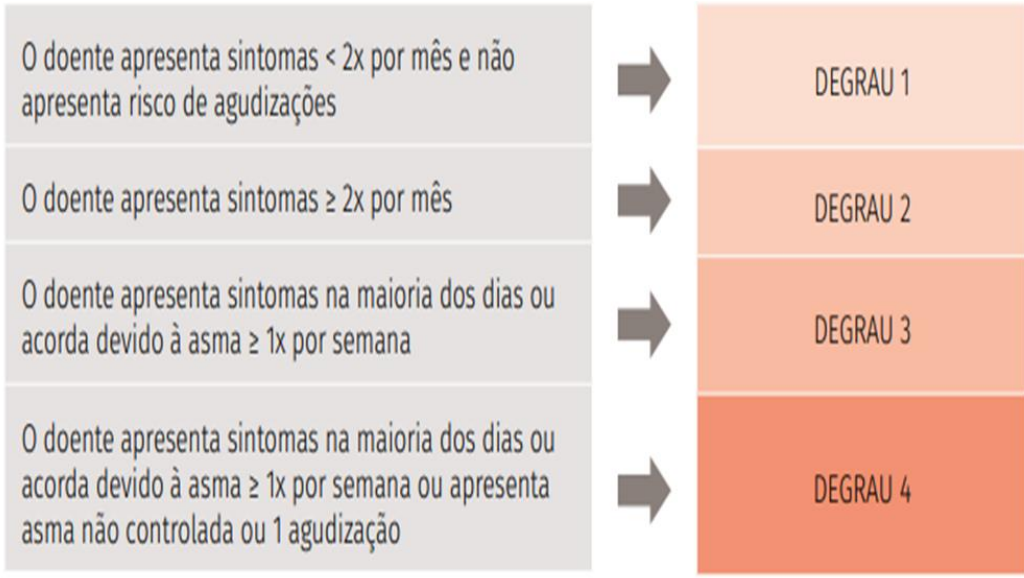 O doente apresenta sintomas < 2x por mês e não
apresenta risco de agudizações
DEGRAU 1
O doente apresenta sintomas ≥ 2x por mês
DEGRAU 2
O doente apresenta sintomas na maioria dos dias ou
acorda devido à asma ≥ 1x por semana
DEGRAU 3
O doente apresenta sintomas na maioria dos dias ou
acorda devido à asma ≥ 1x por semana ou apresenta
asma não controlada ou 1 agudização
DEGRAU 4